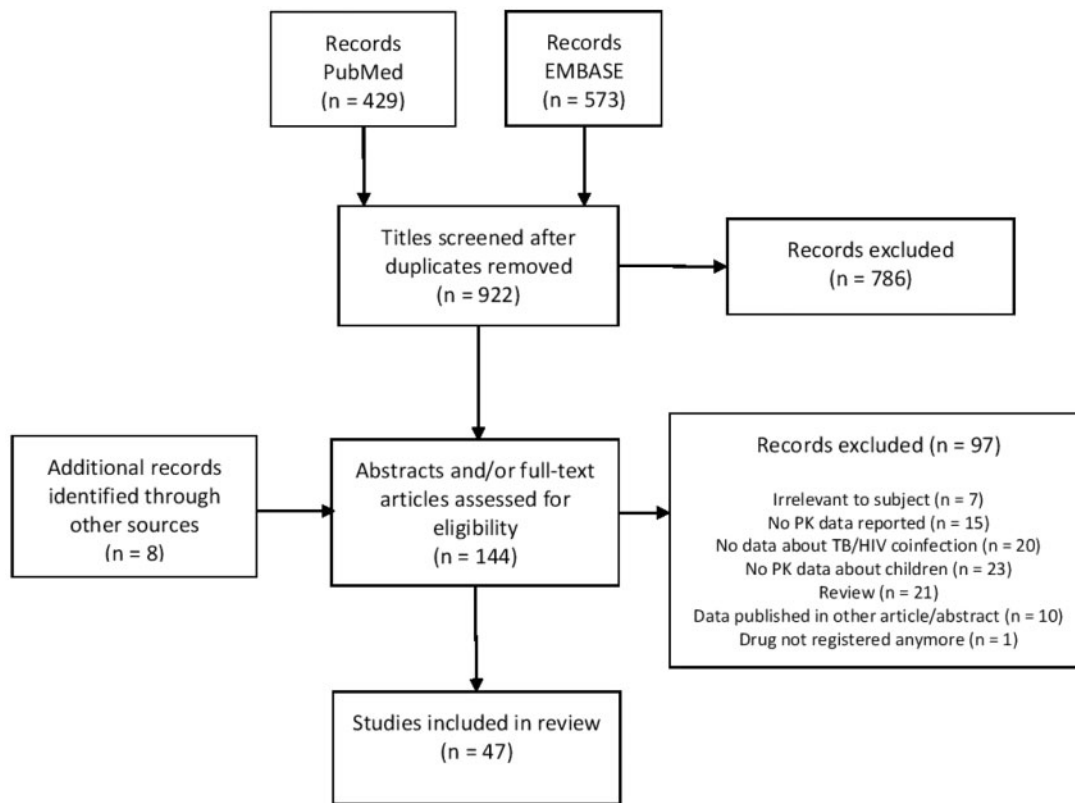 Records
PubMed
(n = 429)
Records
EMBASE
(n = 573)
Titles screened after
duplicates removed
(n = 922)
Records excluded
(n = 786)
Additional records
identified through
other sources
(n = 8)
Abstracts and/or full-text
articles assessed for
eligibility
(n = 144)
Records excluded (n = 97)
Irrelevant to subject (n = 7)
No PK data reported (n = 15)
No data about TB/HIV coinfection (n = 20)
No PK data about children (n = 23)
Review (n = 21)
Data published in other article/abstract (n = 10)
Drug not registered anymore (n = 1)
Studies included in review
(n = 47)